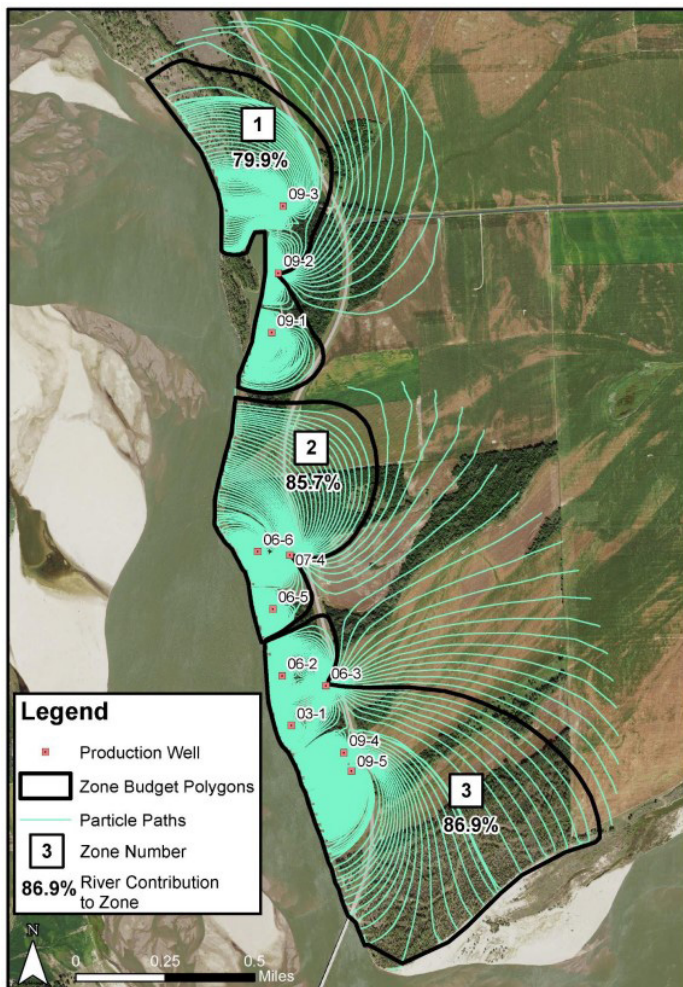 1
79.9%
09-3
09-2
09-1
2
85.7%
06-6
07-4
06-5
06-2
06-3
03-1
09-4
09-5
3
86.9%
Legend
Production Well
Zone Budget Polygons
Particle Paths
3 Zone Number
86.9% River Contribution
to Zone
N
0 0.25 0.5
Miles